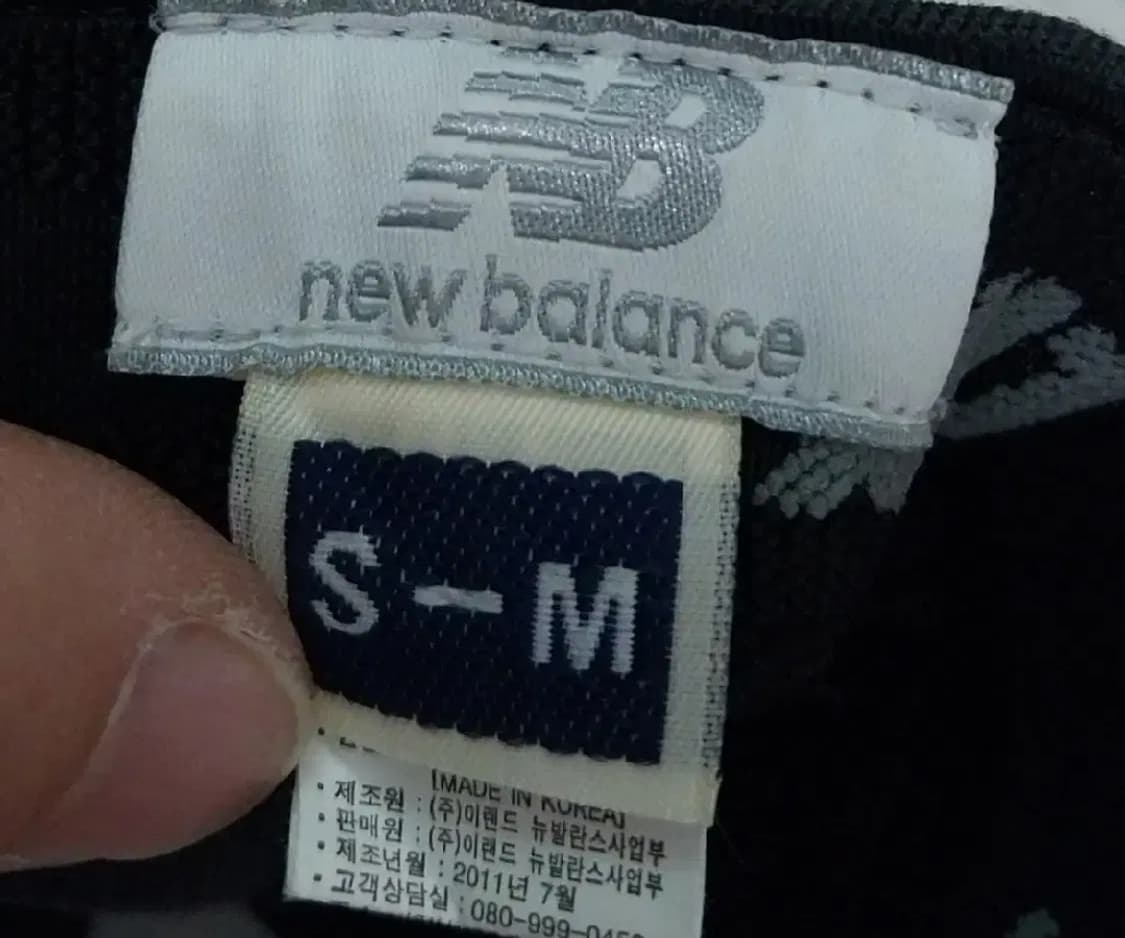 NB
new balance
S-M
[MADE IN KOREA]
• 제조원 : (주)이랜드 뉴발란스사업부
• 판매원 : (주)이랜드 뉴발란스사업부
• 제조년월 : 2011년 7월
• 고객상담실 : 080-999-0456